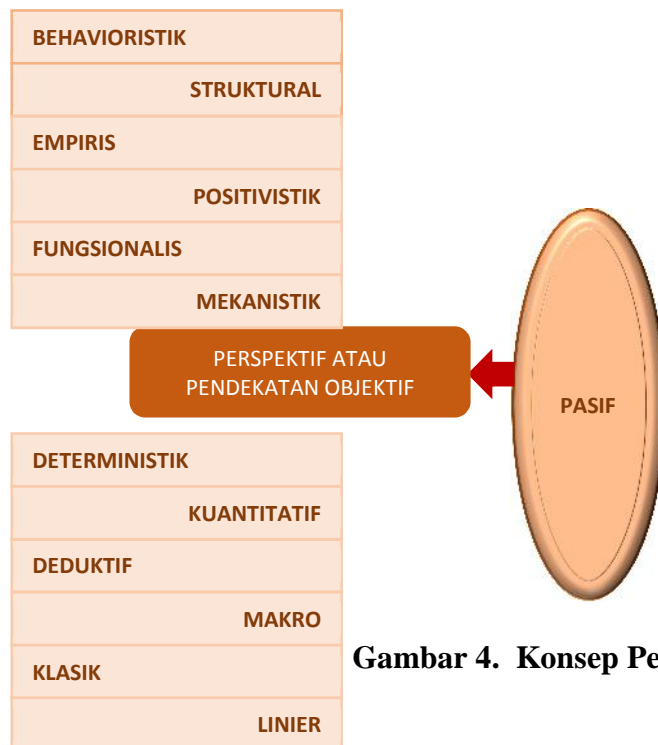 BEHAVIORISTIK
STRUKTURAL
EMPIRIS
POSITIVISTIK
FUNGSIONALIS
MEKANISTIK
PERSPEKTIF ATAU
PENDEKATAN OBJEKTIF
PASIF
DETERMINISTIK
KUANTITATIF
DEDUKTIF
MAKRO
KLASIK
LINIER
Gambar 4. Konsep Pe